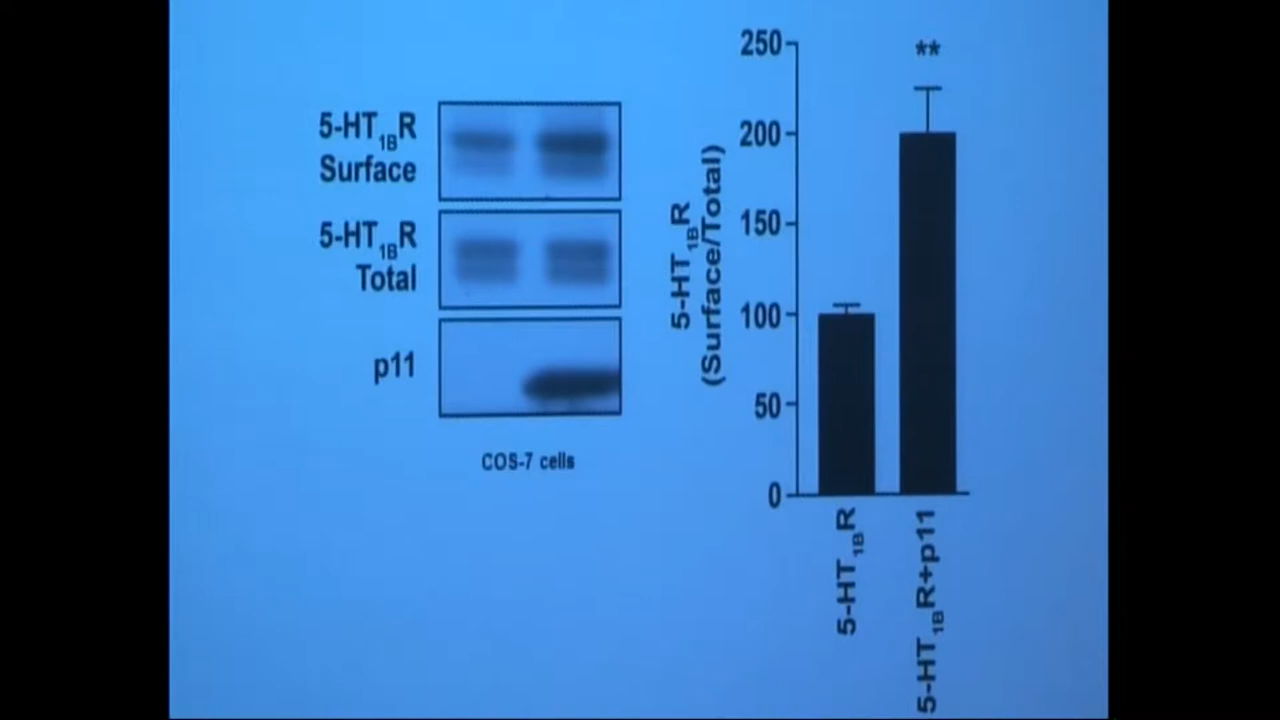 5-HT1BR
Surface
5-HT1BR
Total
p11
COS-7 cells
5-HT1BR
(Surface/Total)
250
200
150
100
50
0
**
5-HT1BR
5-HT1BR+p11